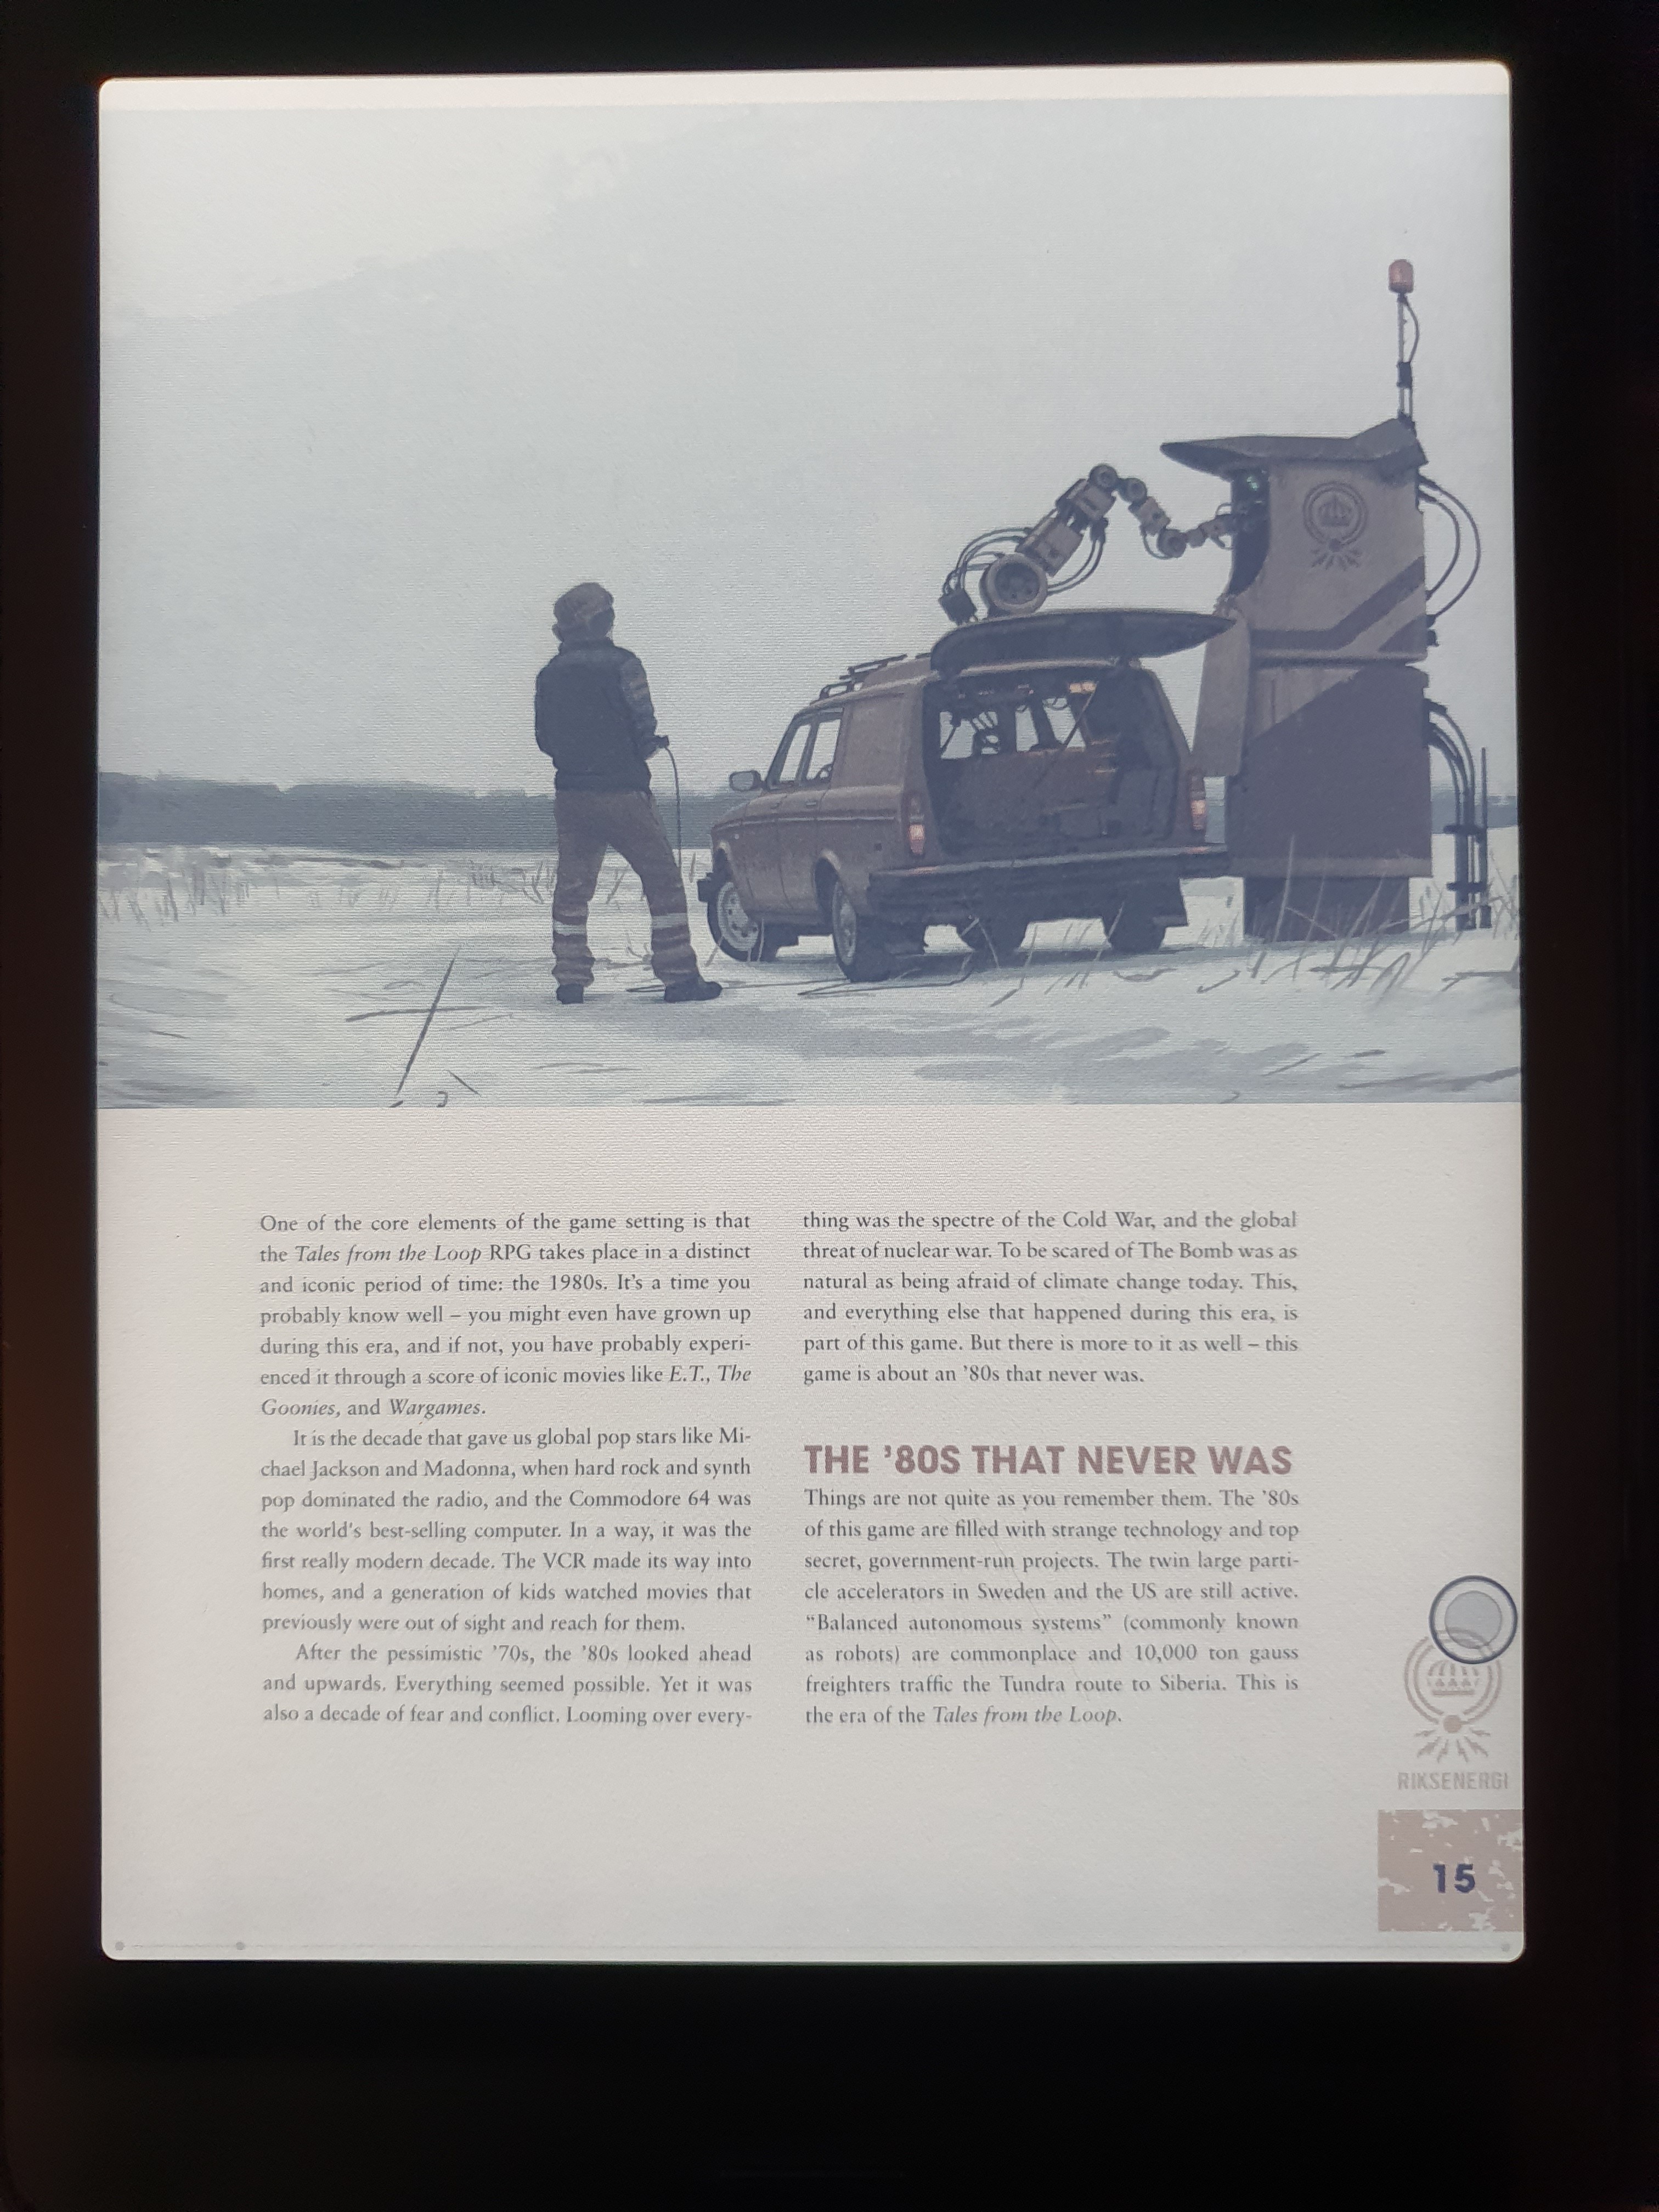 One of the core elements of the game setting is that
the Tales from the Loop RPG takes place in a distinct
and iconic period of time: the 1980s. It's a time you
probably know well – you might even have grown up
during this era, and if not, you have probably experi-
enced it through a score of iconic movies like E.T., The
Goonies, and Wargames.
It is the decade that gave us global pop stars like Mi-
chael Jackson and Madonna, when hard rock and synth
pop dominated the radio, and the Commodore 64 was
the world's best-selling computer. In a way, it was the
first really modern decade. The VCR made its way into
homes, and a generation of kids watched movies that
previously were out of sight and reach for them.
After the pessimistic '70s, the '80s looked ahead
and upwards. Everything seemed possible. Yet it was
also a decade of fear and conflict. Looming over every-
thing was the spectre of the Cold War, and the global
threat of nuclear war. To be scared of The Bomb was as
natural as being afraid of climate change today. This,
and everything else that happened during this era, is
part of this game. But there is more to it as well – this
game is about an '80s that never was.
THE '80S THAT NEVER WAS
Things are not quite as you remember them. The '80s
of this game are filled with strange technology and top
secret, government-run projects. The twin large parti-
cle accelerators in Sweden and the US are still active.
"Balanced autonomous systems" (commonly known
as robots) are commonplace and 10,000 ton gauss
freighters traffic the Tundra route to Siberia. This is
the era of the Tales from the Loop.
RIKSENERGI
15